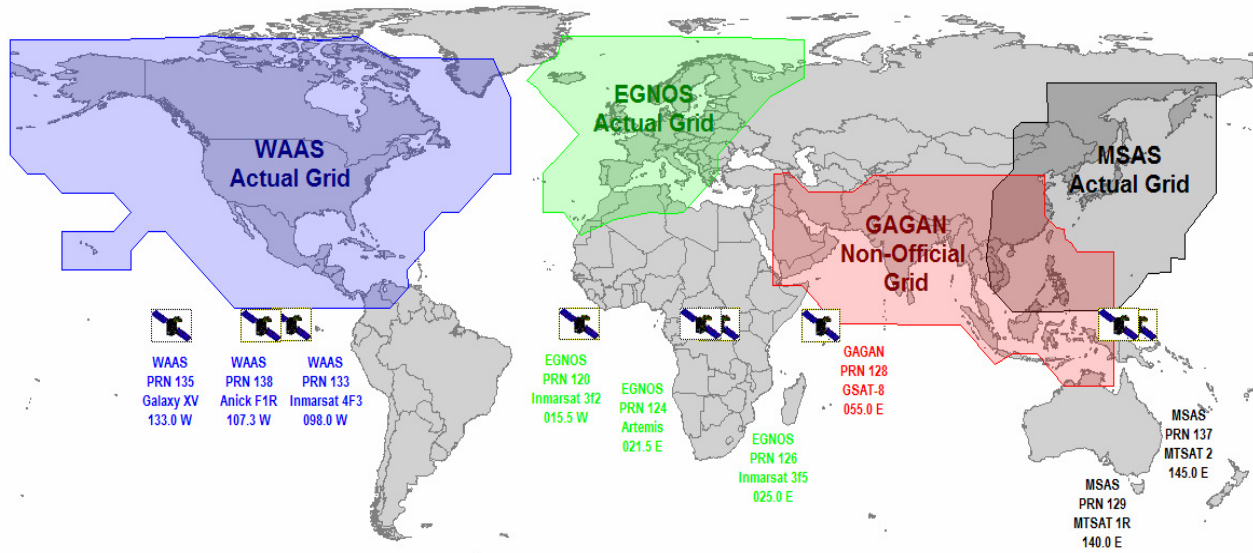 WAAS
Actual Grid
EGNOS
Actual Grid
MSAS
Actual Grid
GAGAN
Non-Official
Grid
WAAS
PRN 135
Galaxy XV
133.0 W
WAAS
PRN 138
Anick F1R
107.3 W
WAAS
PRN 133
Inmarsat 4F3
098.0 W
EGNOS
PRN 120
Inmarsat 3f2
015.5 W
EGNOS
PRN 124
Artemis
021.5 E
EGNOS
PRN 126
Inmarsat 3f5
025.0 E
GAGAN
PRN 128
GSAT-8
055.0 E
MSAS
PRN 129
MTSAT 1R
140.0 E
MSAS
PRN 137
MTSAT 2
145.0 E